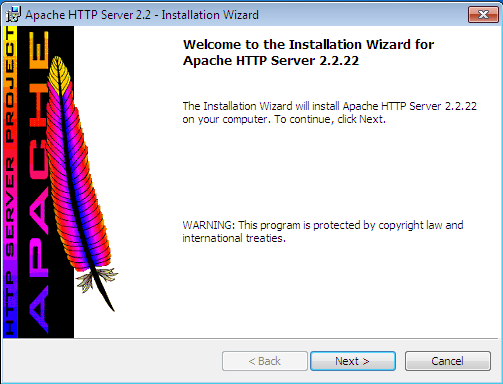 Apache HTTP Server 2.2 - Installation Wizard
HTTP SERVER PROJECT
APACHE
Welcome to the Installation Wizard for
Apache HTTP Server 2.2.22
The Installation Wizard will install Apache HTTP Server 2.2.22
on your computer. To continue, click Next.
WARNING: This program is protected by copyright law and
international treaties.
< Back
Next >
Cancel